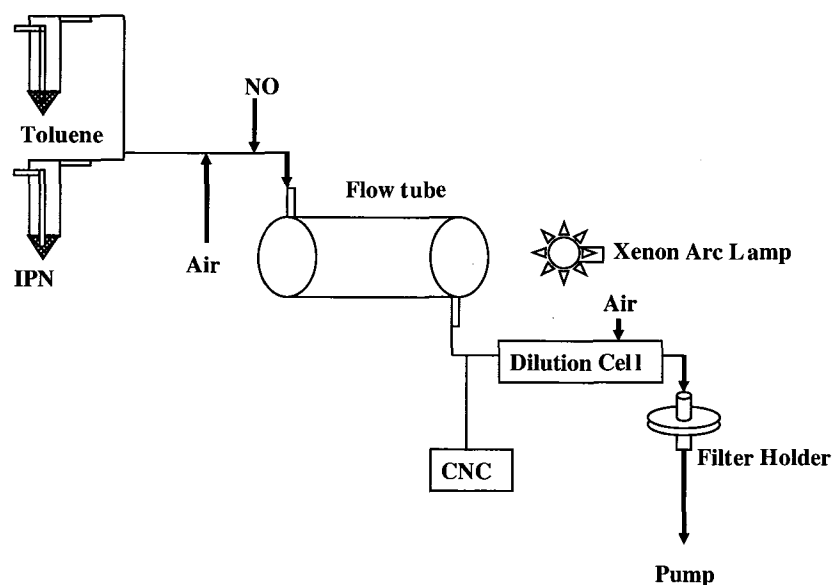 NO
Toluene
Flow tube
IPN
Air
Xenon Arc Lamp
Air
Dilution Cell
CNC
Filter Holder
Pump